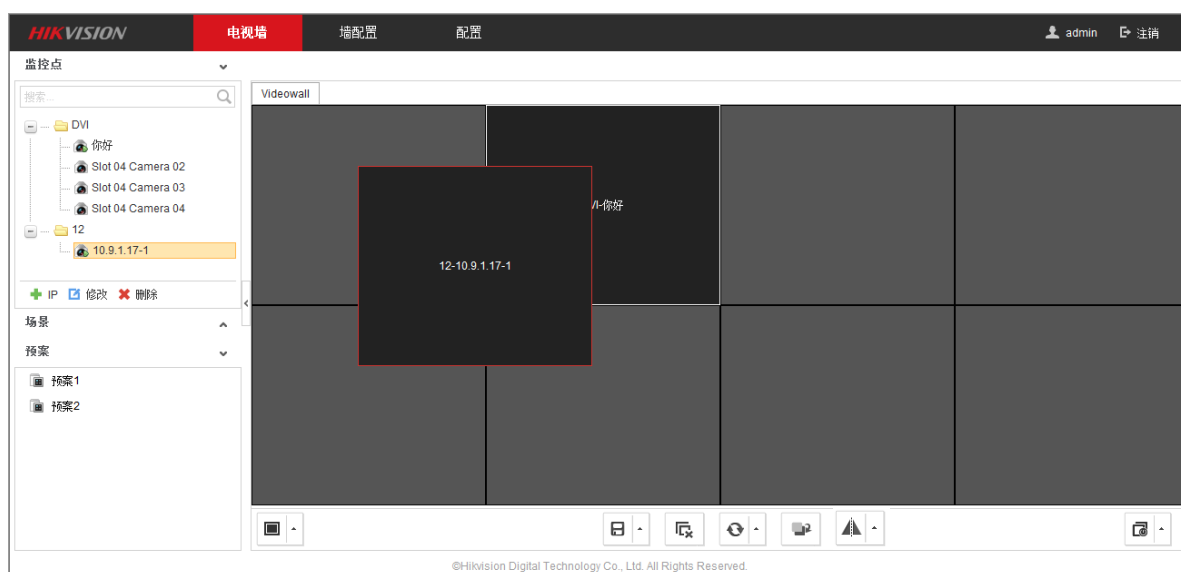 HIKVISION 电视墙 墙配置 配置 admin 注销
监控点
搜索...
Videowall
DVI
你好
Slot 04 Camera 02
Slot 04 Camera 03
Slot 04 Camera 04
12
10.9.1.17-1
VI-你好
12-10.9.1.17-1
IP 修改 删除
场景
预案
预案1
预案2
©Hikvision Digital Technology Co., Ltd. All Rights Reserved.